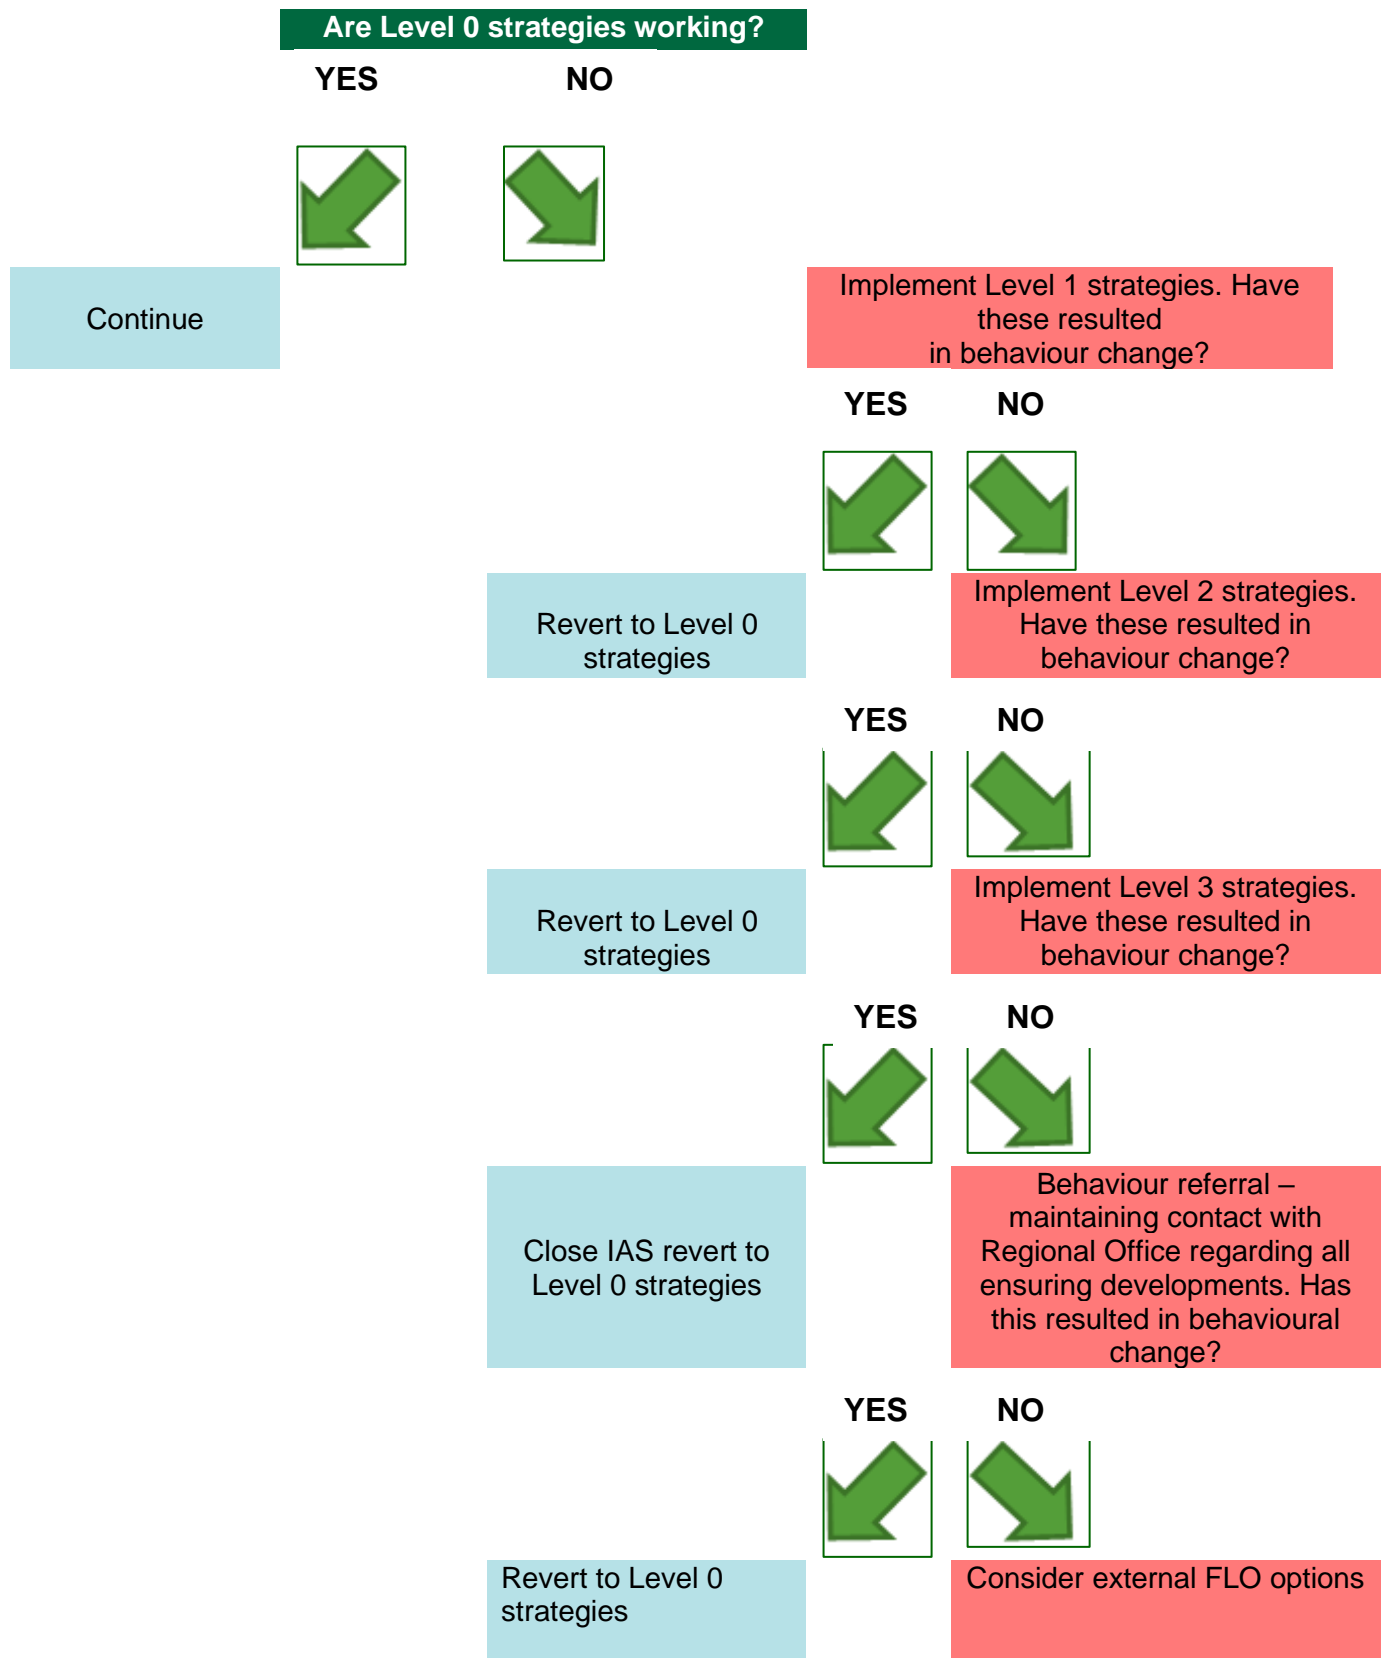 Are Level 0 strategies working?
YES NO
Continue
Implement Level 1 strategies. Have
these resulted
in behaviour change?
YES NO
Revert to Level 0
strategies
Implement Level 2 strategies.
Have these resulted in
behaviour change?
YES NO
Revert to Level 0
strategies
Implement Level 3 strategies.
Have these resulted in
behaviour change?
YES NO
Close IAS revert to
Level 0 strategies
Behaviour referral –
maintaining contact with
Regional Office regarding all
ensuring developments. Has
this resulted in behavioural
change?
YES NO
Revert to Level 0
strategies
Consider external FLO options